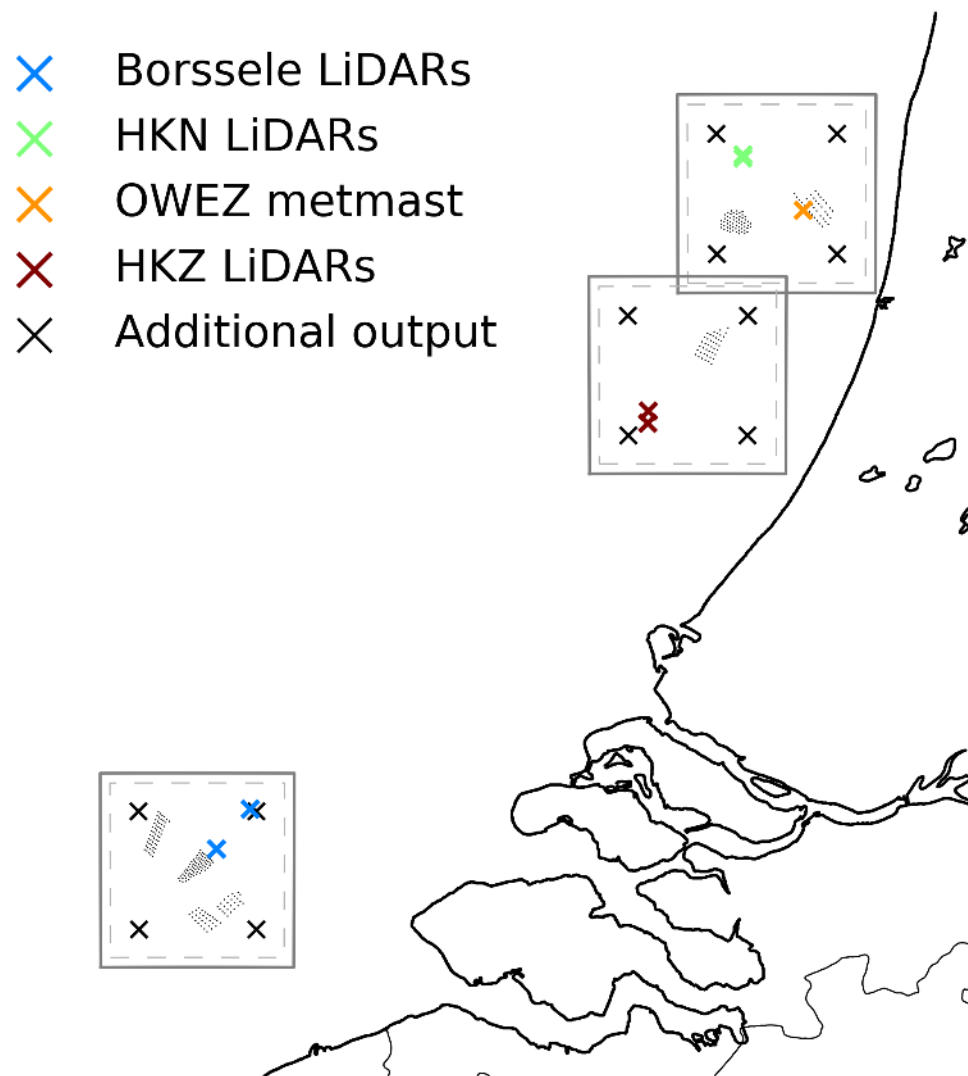 Borssele LiDARs
HKN LiDARs
OWEZ metmast
HKZ LiDARs
Additional output